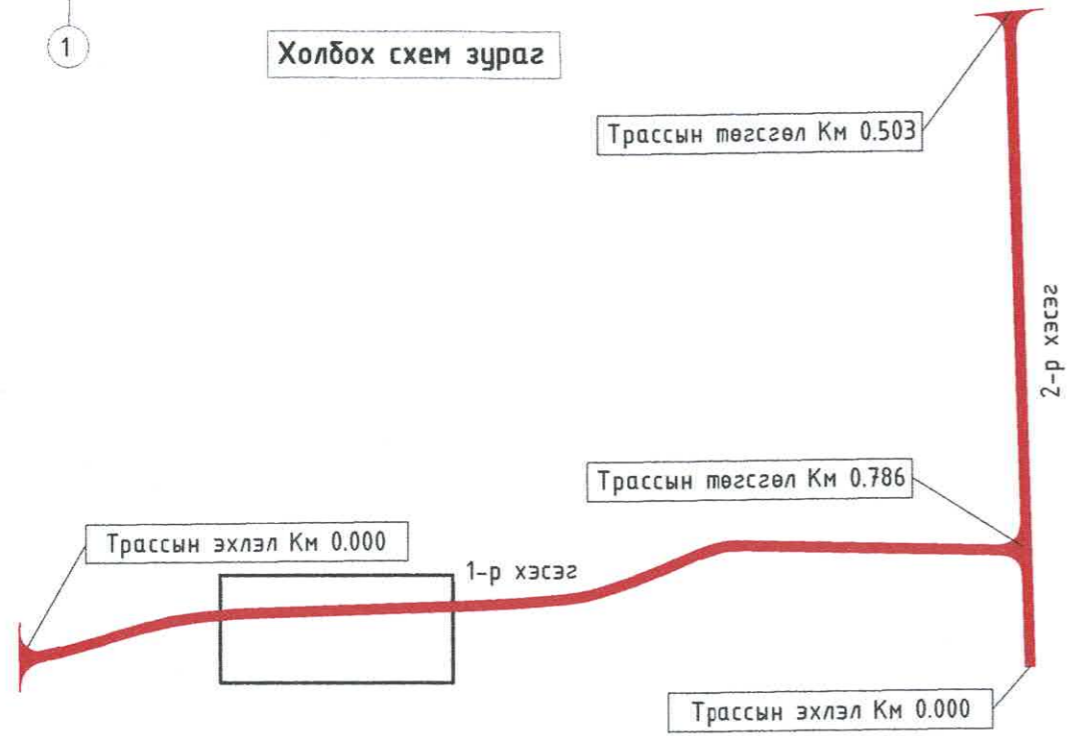 1
Холбох схем зураг
Трассын төгсгөл Км 0.503
2-р хэсэг
Трассын төгсгөл Км 0.786
Трассын эхлэл Км 0.000
1-р хэсэг
Трассын эхлэл Км 0.000